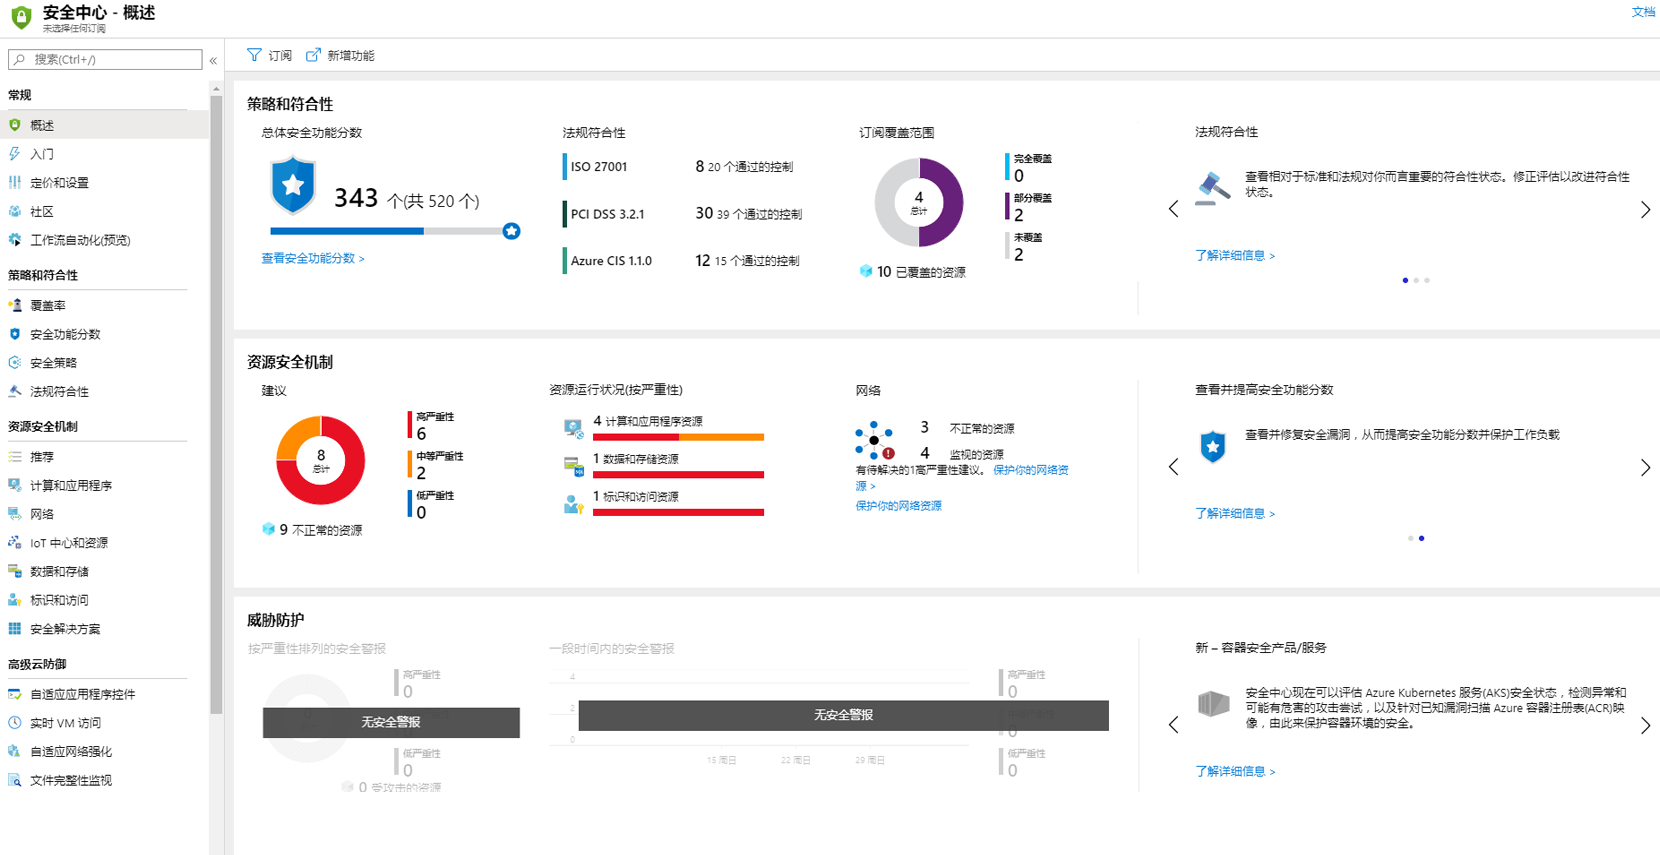 安全中心 - 概述
未选择任何订阅
文档
搜索(Ctrl+/)
«
订阅
新增功能
常规
概述
入门
定价和设置
社区
工作流自动化(预览)
策略和符合性
覆盖率
安全功能分数
安全策略
法规符合性
资源安全机制
推荐
计算和应用程序
网络
IoT 中心和资源
数据和存储
标识和访问
安全解决方案
高级云防御
自适应应用程序控件
实时 VM 访问
自适应网络强化
文件完整性监视
策略和符合性
总体安全功能分数
343 个(共 520 个)
查看安全功能分数 >
法规符合性
ISO 27001
8 20 个通过的控制
PCI DSS 3.2.1
30 39 个通过的控制
Azure CIS 1.1.0
12 15 个通过的控制
订阅覆盖范围
4
总计
完全覆盖
0
部分覆盖
2
未覆盖
2
10 已覆盖的资源
法规符合性
查看相对于标准和法规对你而言重要的符合性状态。修正评估以改进符合性
状态。
了解详细信息 >
资源安全机制
建议
8
总计
高严重性
6
中等严重性
2
低严重性
0
9 不正常的资源
资源运行状况(按严重性)
4 计算和应用程序资源
1 数据和存储资源
1 标识和访问资源
网络
3 不正常的资源
4 监视的资源
有待解决的1高严重性建议。 保护你的网络资
源 >
保护你的网络资源
查看并提高安全功能分数
查看并修复安全漏洞，从而提高安全功能分数并保护工作负载
了解详细信息 >
威胁防护
按严重性排列的安全警报
高严重性
0
无安全警报
低严重性
0
0 受攻击的资源
一段时间内的安全警报
4
2
0
无安全警报
15 周日
22 周日
29 周日
高严重性
0
0
低严重性
0
新 – 容器安全产品/服务
安全中心现在可以评估 Azure Kubernetes 服务(AKS)安全状态，检测异常和
可能有危害的攻击尝试，以及针对已知漏洞扫描 Azure 容器注册表(ACR)映
像，由此来保护容器环境的安全。
了解详细信息 >